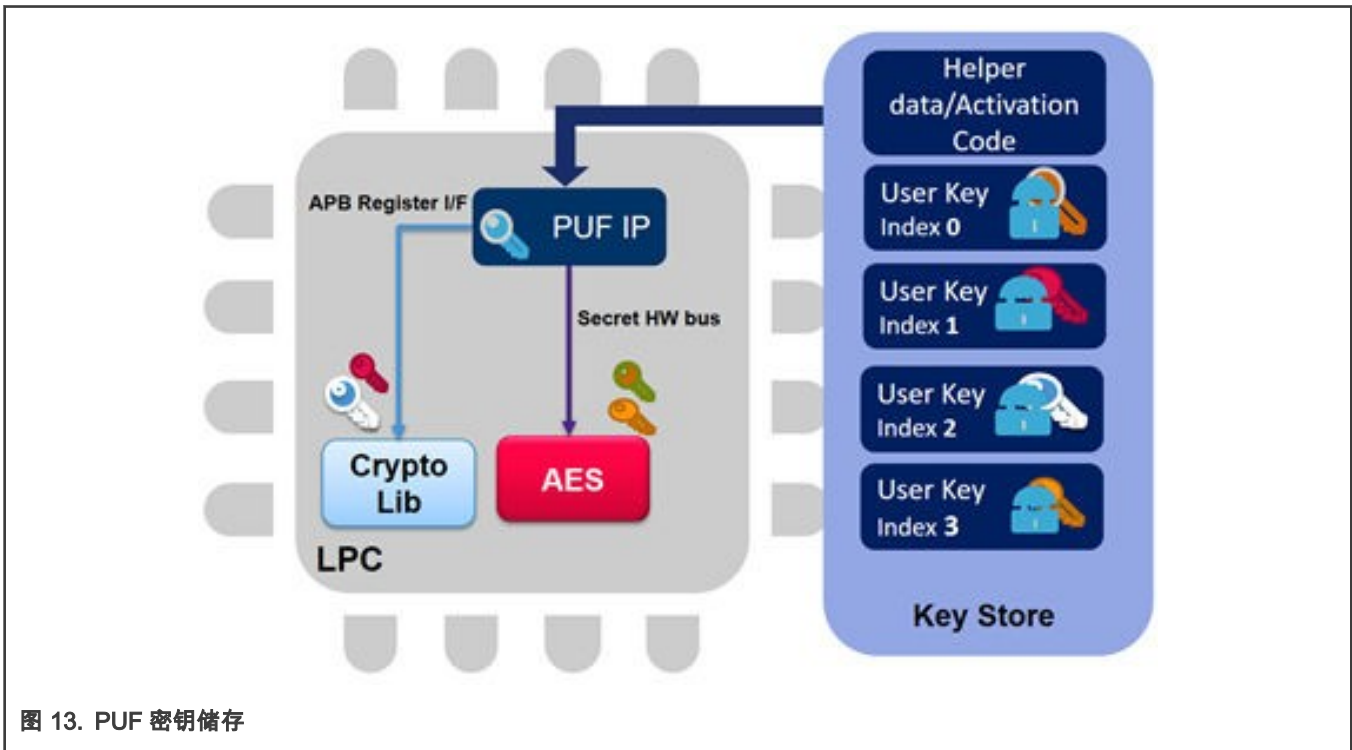 Helper
data/Activation
Code
APB Register I/F
PUF IP
User Key
Index 0
Secret HW bus
User Key
Index 1
User Key
Index 2
Crypto
Lib
AES
User Key
Index 3
LPC
Key Store
图 13. PUF 密钥储存